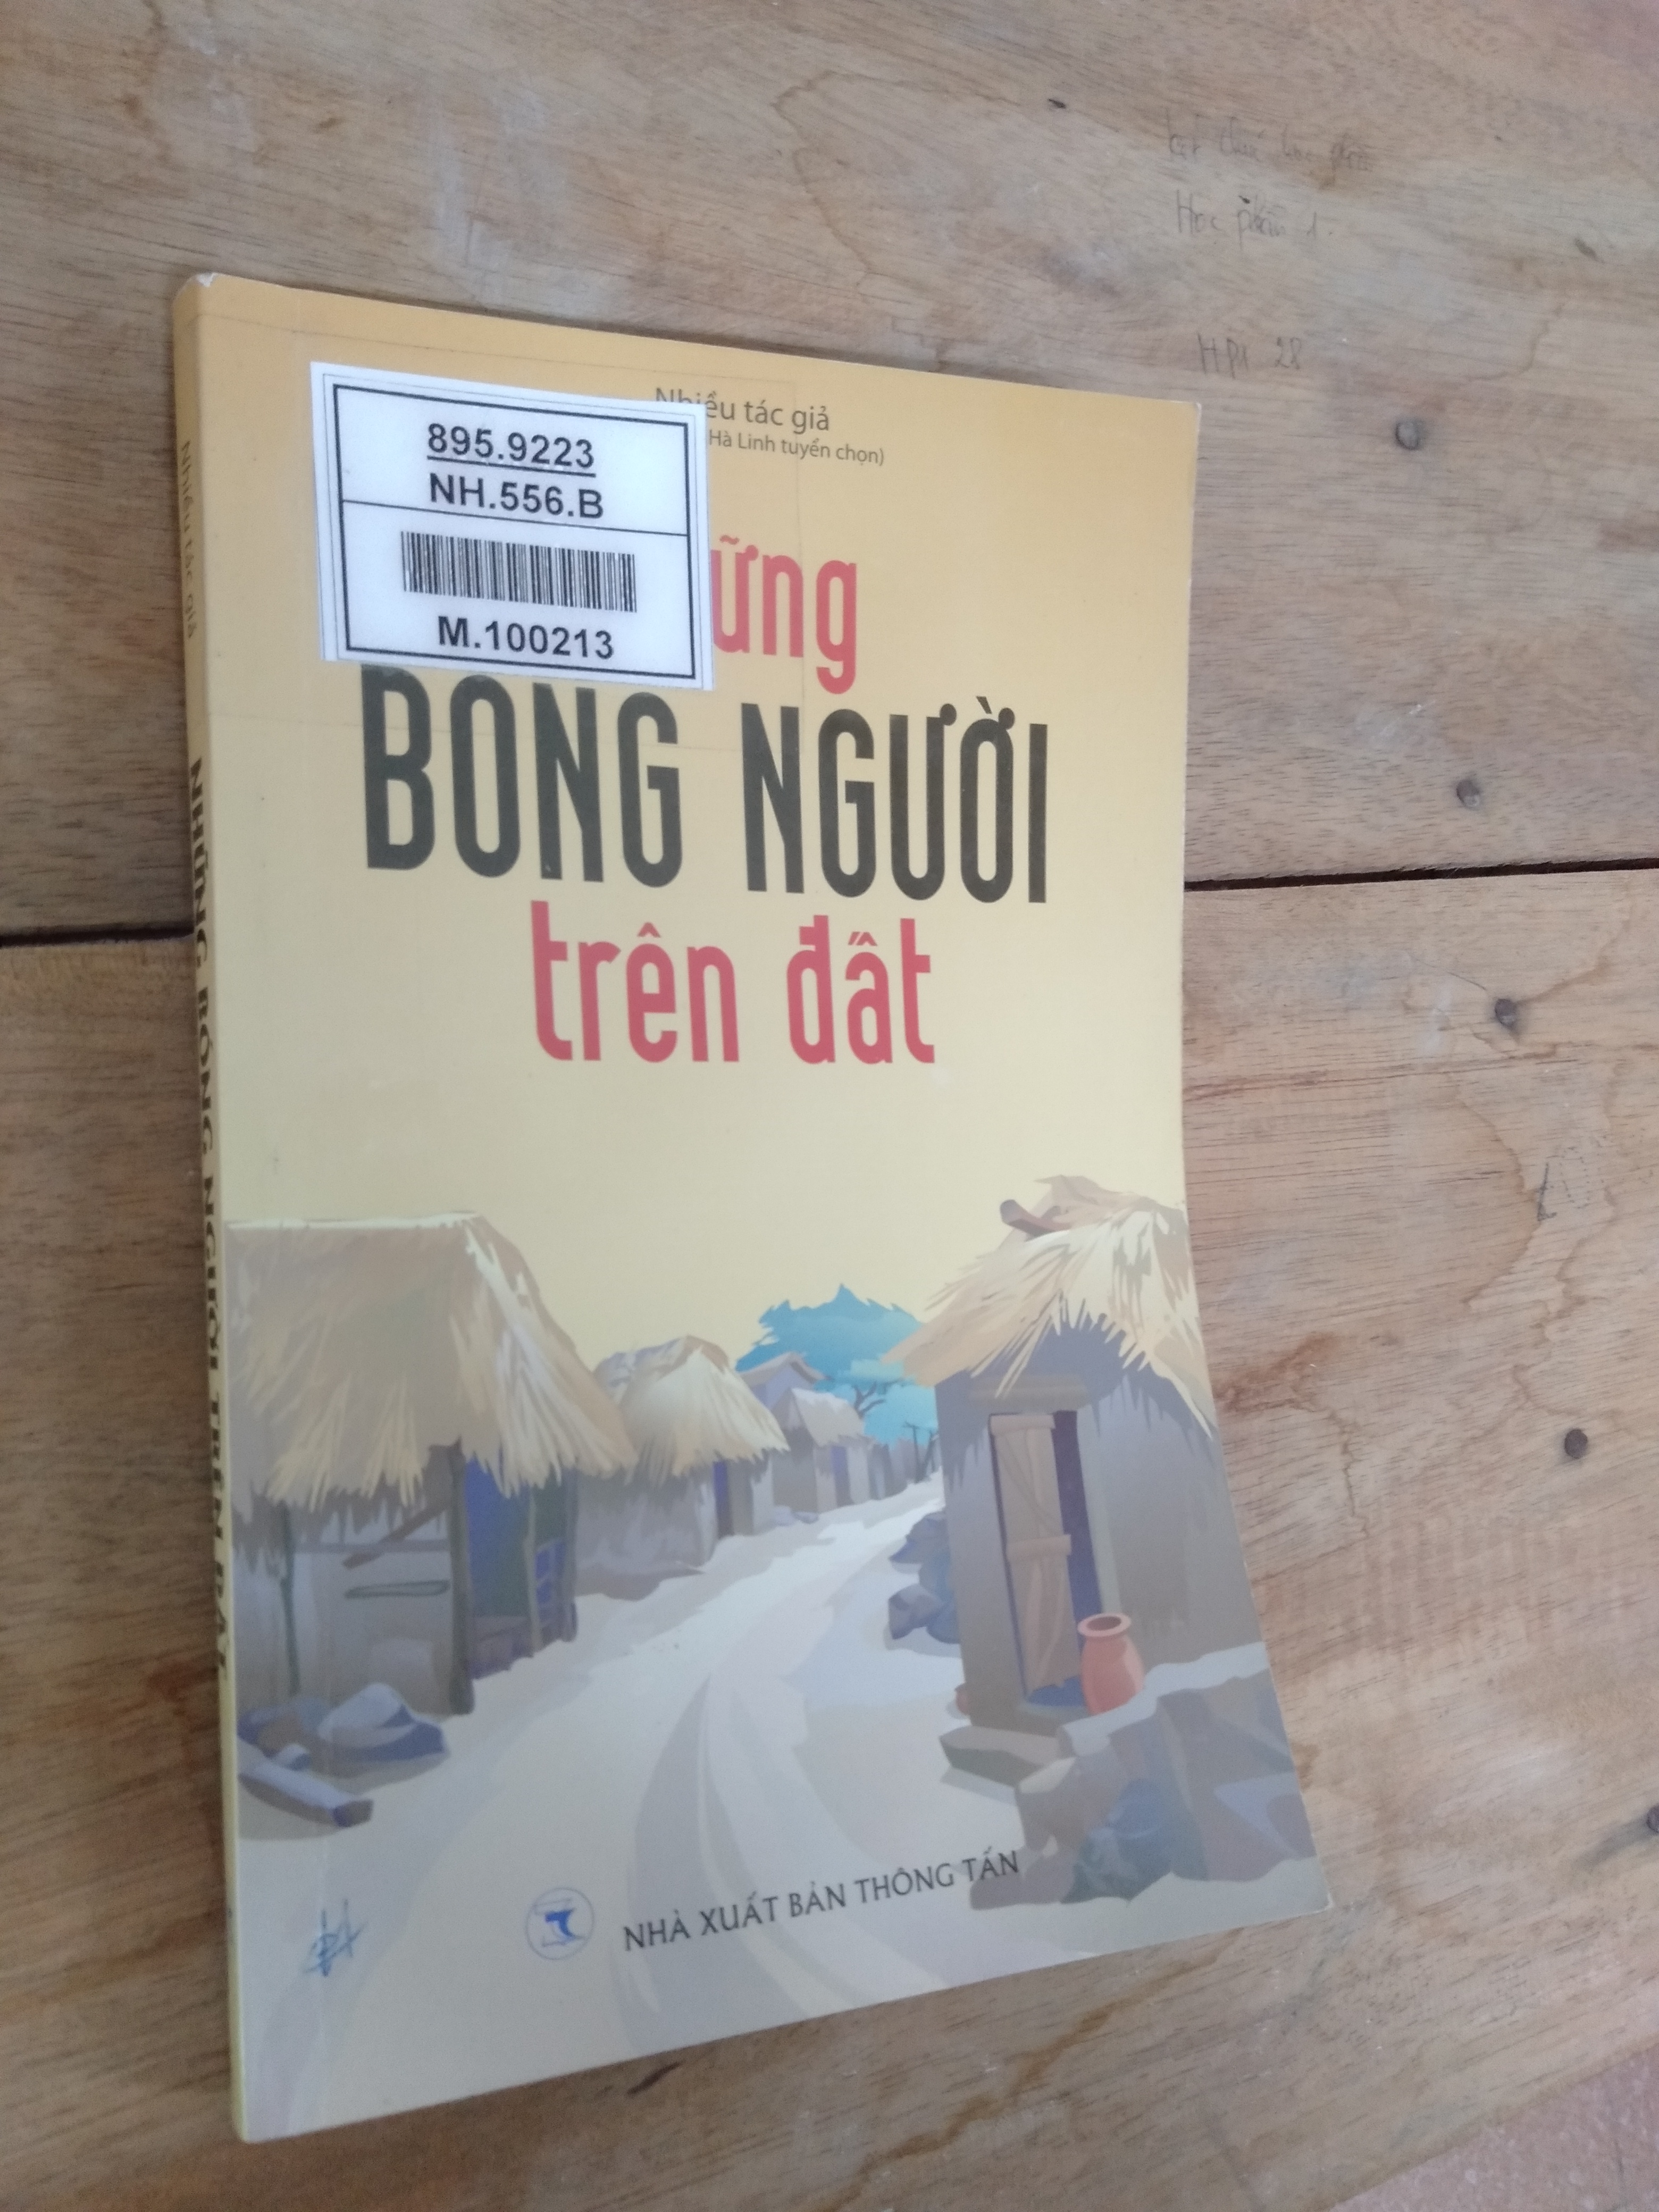 Nhiều tác giả
Hà Linh tuyển chọn)
895.9223
NH.556.B
M.100213
ững
BÓNG NGƯỜI
trên đất
NHÀ XUẤT BẢN THÔNG TẤN
Nhiều tác giả
NHỮNG BÓNG NGƯỜI TRÊN ĐẤT
Học phần 1.
28